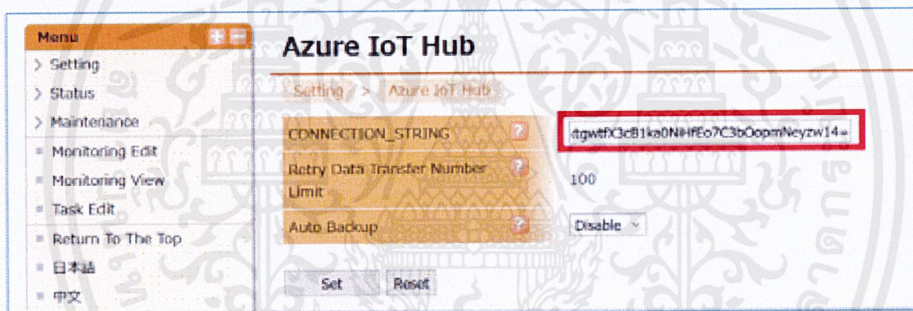 Menu
Setting
Status
Maintenance
Monitoring Edit
Monitoring View
Task Edit
Return To The Top
日本語
中文
Azure IoT Hub
Setting > Azure IoT Hub
CONNECTION_STRING
Retry Data Transfer Number
Limit
100
Auto Backup
Disable
Set Reset